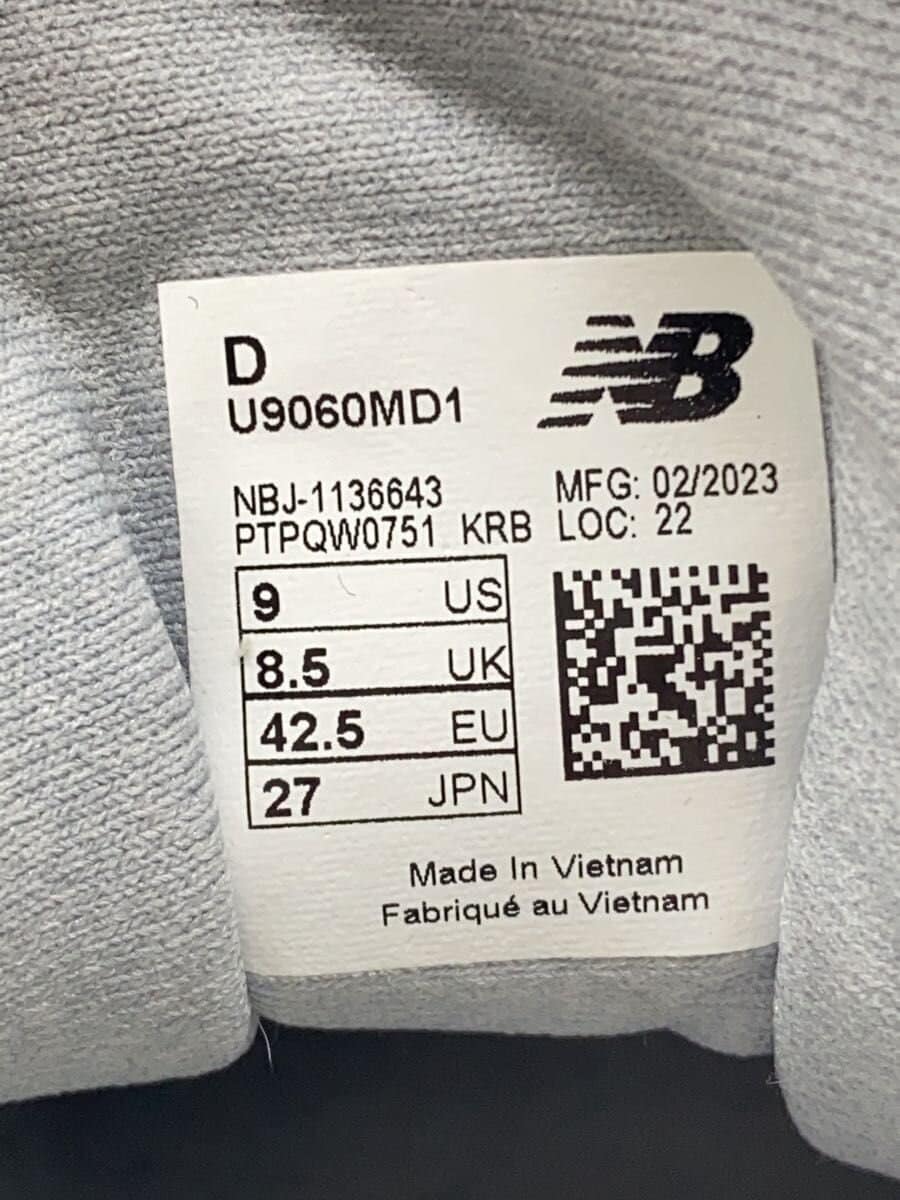 D
NB
U9060MD1
NBJ-1136643
MFG: 02/2023
PTPQW0751 KRB
LOC: 22
9 US
8.5 UK
42.5 EU
27 JPN
Made In Vietnam
Fabriqué au Vietnam